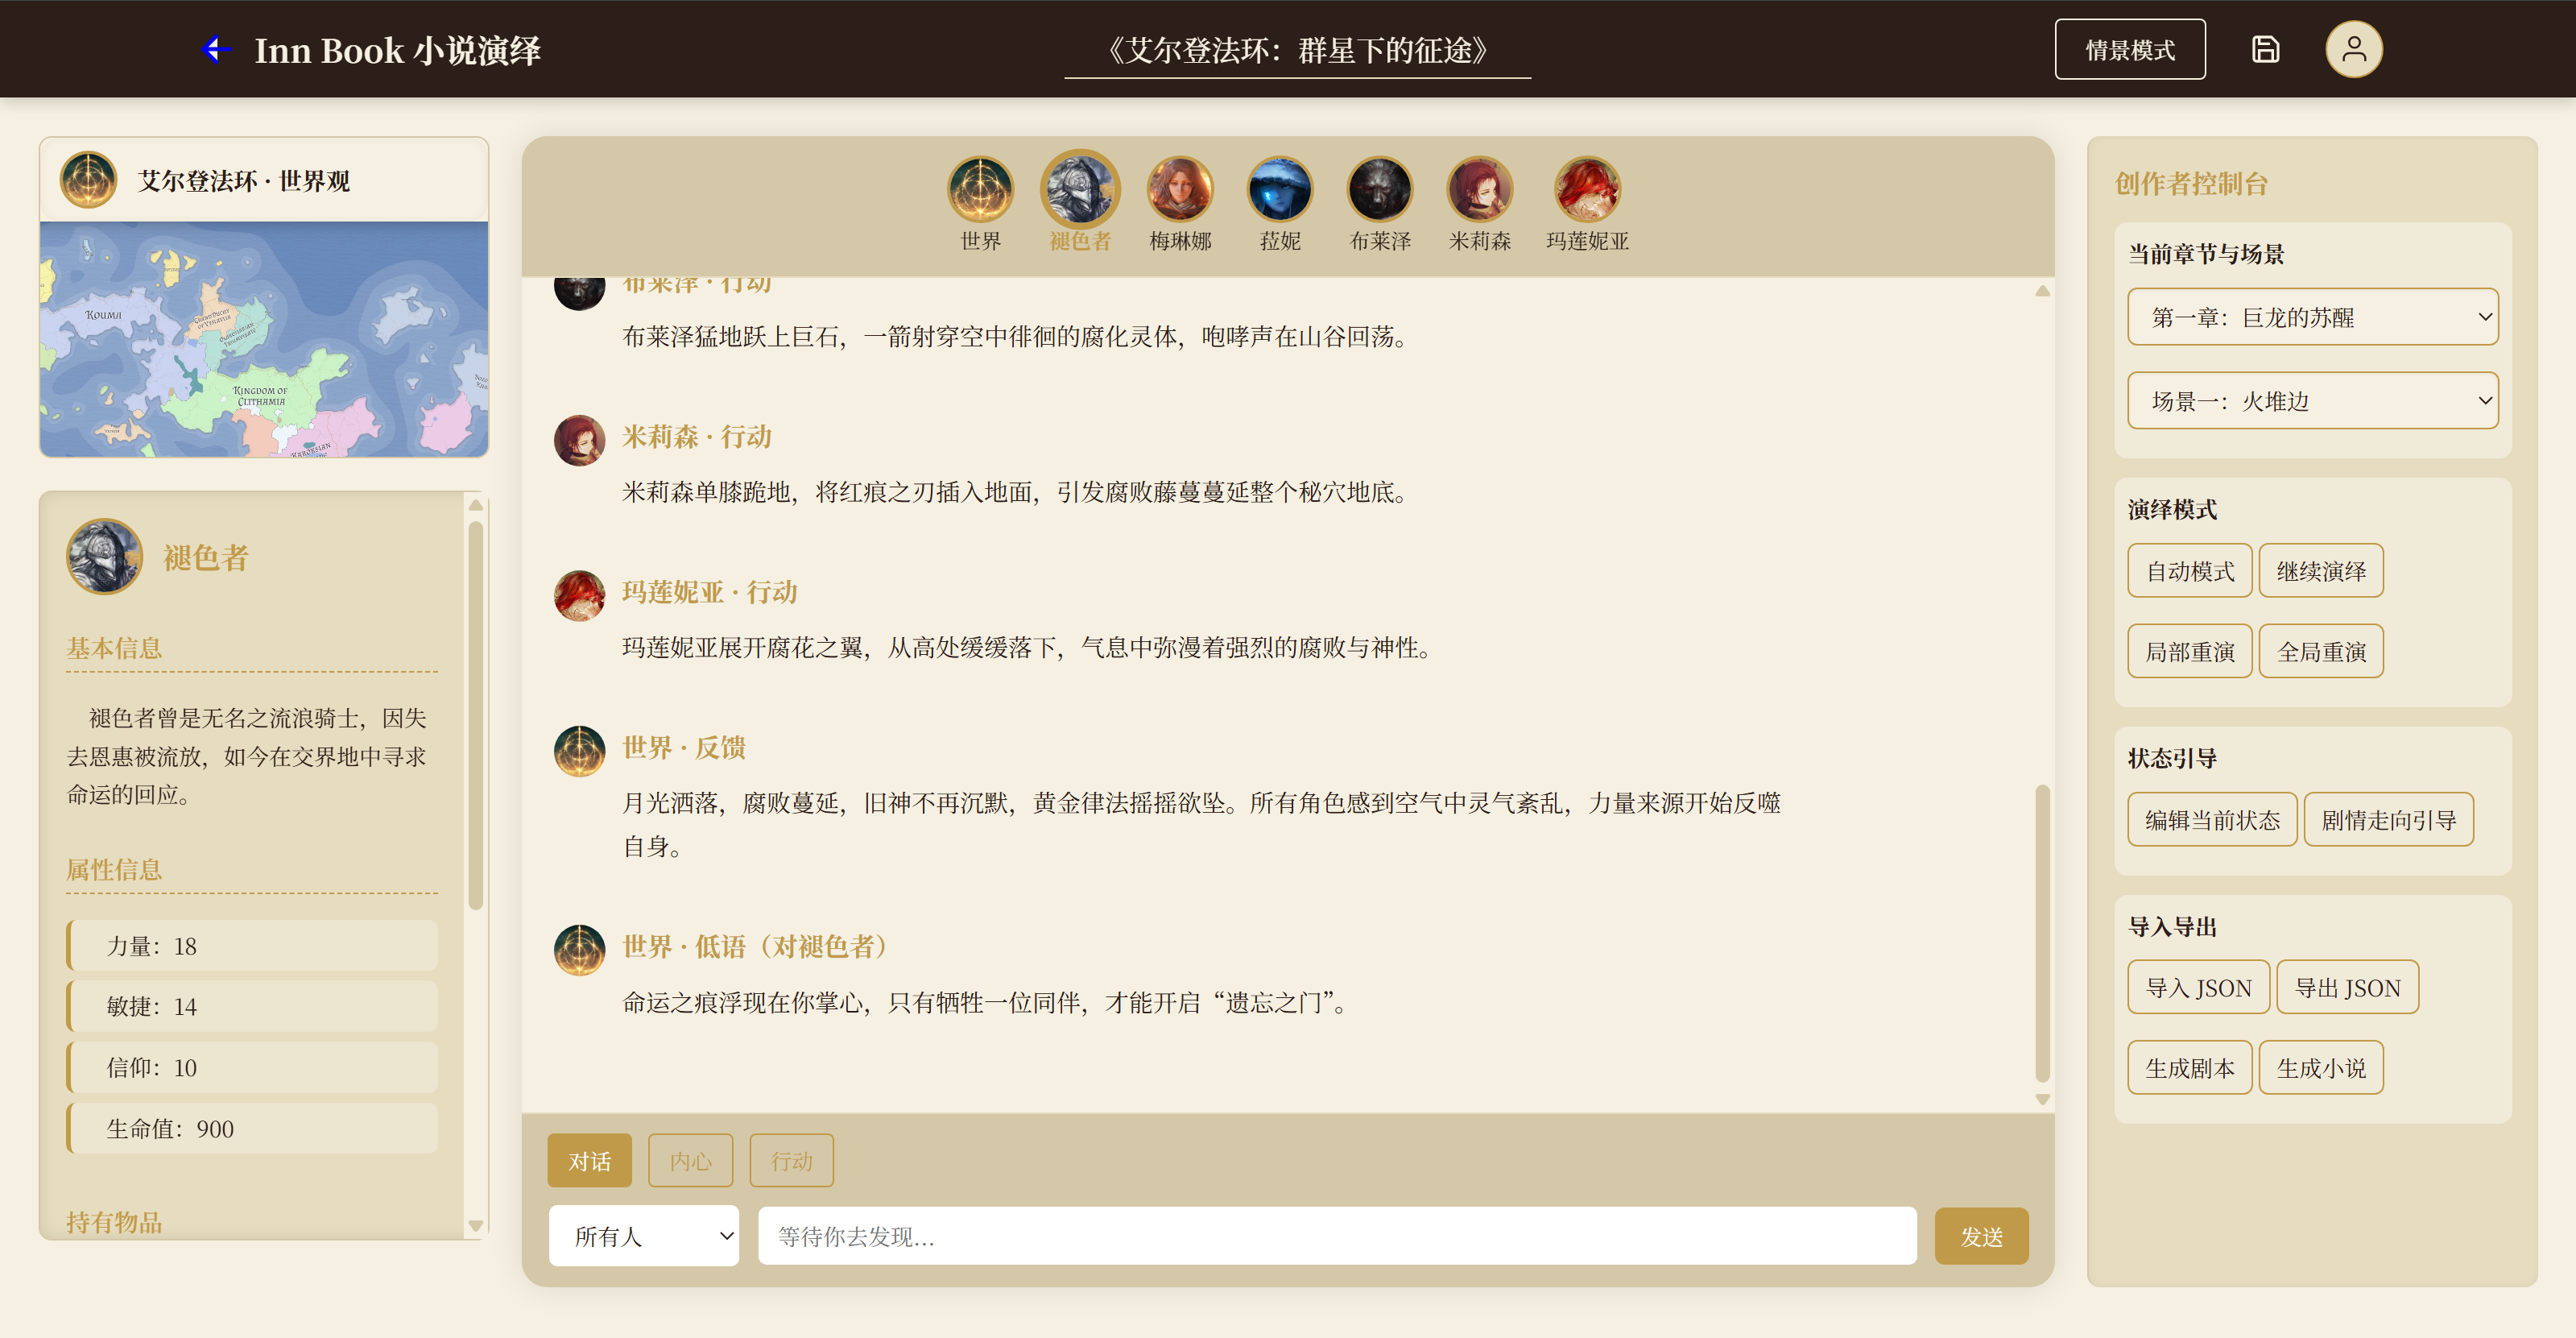 Inn Book 小说演绎
《艾尔登法环：群星下的征途》
情景模式
艾尔登法环 · 世界观
KOUMA
KINGDOM OF
CLITHAMIA
褪色者
基本信息
褪色者曾是无名之流浪骑士，因失
去恩惠被流放，如今在交界地中寻求
命运的回应。
属性信息
力量：18
敏捷：14
信仰：10
生命值：900
持有物品
世界
褪色者
梅琳娜
菈妮
布莱泽
米莉森
玛莲妮亚
布莱泽 · 行动
布莱泽猛地跃上巨石，一箭射穿空中徘徊的腐化灵体，咆哮声在山谷回荡。
米莉森 · 行动
米莉森单膝跪地，将红痕之刃插入地面，引发腐败藤蔓蔓延整个秘穴地底。
玛莲妮亚 · 行动
玛莲妮亚展开腐花之翼，从高处缓缓落下，气息中弥漫着强烈的腐败与神性。
世界 · 反馈
月光洒落，腐败蔓延，旧神不再沉默，黄金律法摇摇欲坠。所有角色感到空气中灵气紊乱，力量来源开始反噬
自身。
世界 · 低语（对褪色者）
命运之痕浮现在你掌心，只有牺牲一位同伴，才能开启“遗忘之门”。
对话
内心
行动
所有人
等待你去发现...
发送
创作者控制台
当前章节与场景
第一章：巨龙的苏醒
场景一：火堆边
演绎模式
自动模式
继续演绎
局部重演
全局重演
状态引导
编辑当前状态
剧情走向引导
导入导出
导入 JSON
导出 JSON
生成剧本
生成小说